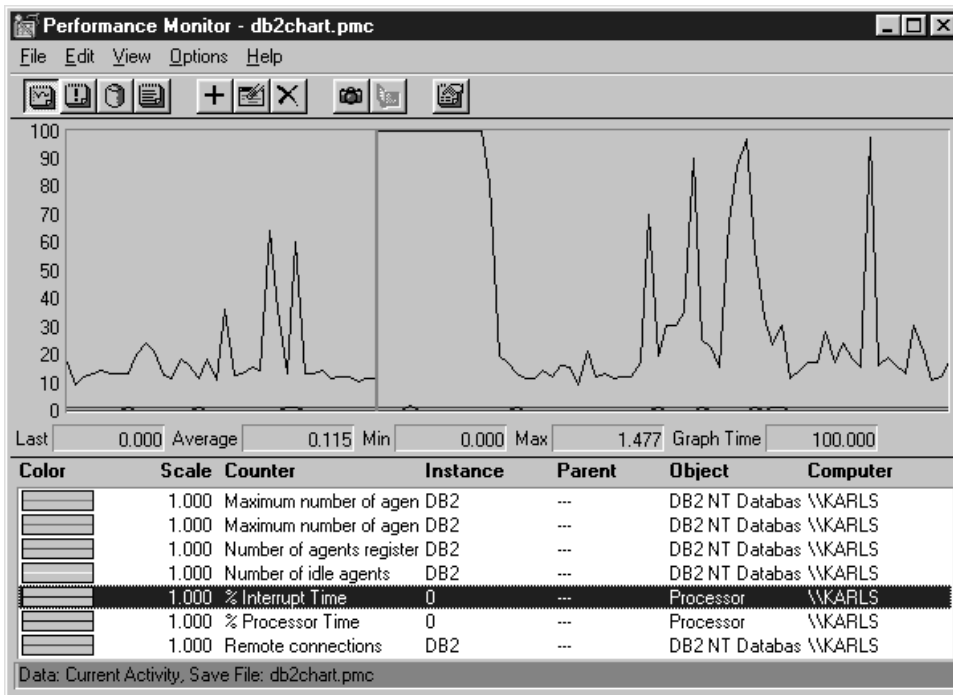 Performance Monitor - db2chart.pmc
File Edit View Options Help
100
90
80
70
60
50
40
30
20
10
0
Last 0.000 Average 0.115 Min 0.000 Max 1.477 Graph Time 100.000
Color Scale Counter Instance Parent Object Computer
1.000 Maximum number of agen DB2 --- DB2 NT Databas \\KARLS
1.000 Maximum number of agen DB2 --- DB2 NT Databas \\KARLS
1.000 Number of agents register DB2 --- DB2 NT Databas \\KARLS
1.000 Number of idle agents DB2 --- DB2 NT Databas \\KARLS
1.000 % Interrupt Time 0 --- Processor \\KARLS
1.000 % Processor Time 0 --- Processor \\KARLS
1.000 Remote connections DB2 --- DB2 NT Databas \\KARLS
Data: Current Activity, Save File: db2chart.pmc